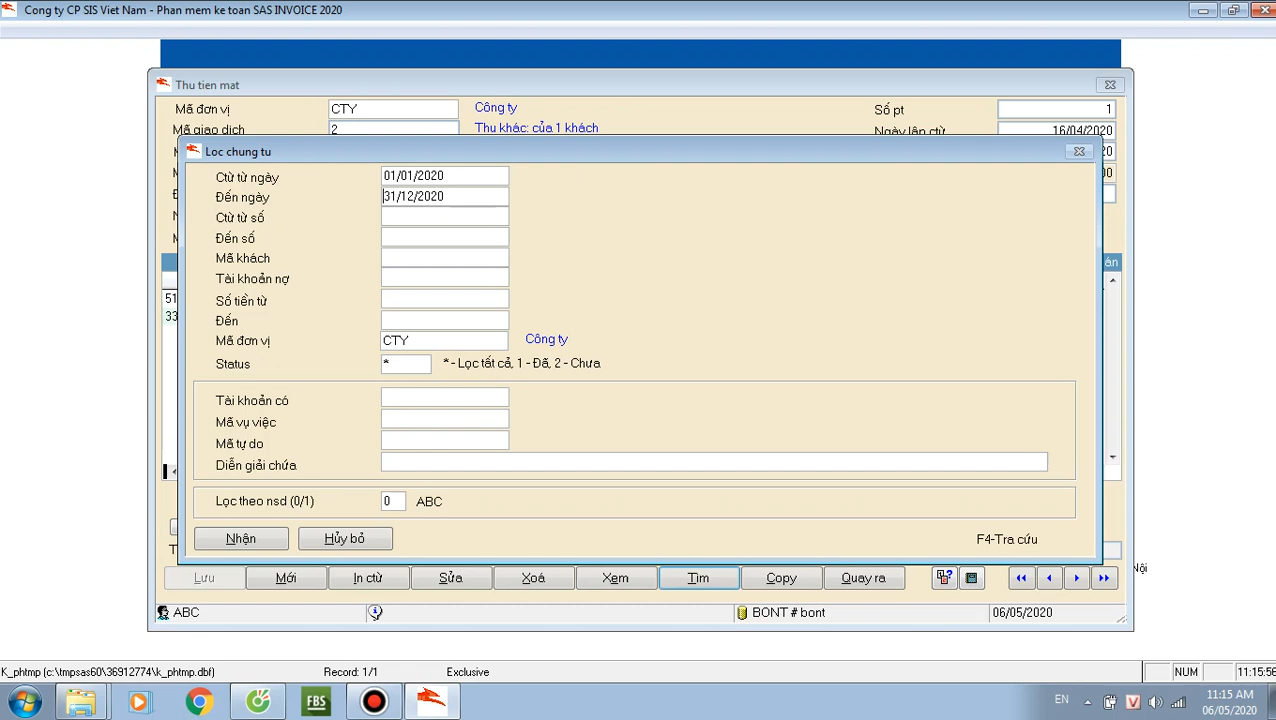 Cong ty CP SIS Viet Nam - Phan mem ke toan SAS INVOICE 2020
Thu tien mat
Mã đơn vị CTY Công ty Số pt 1
Mã giao dịch 2 Thu khác: của 1 khách Ngày lập ctừ 16/04/2020
Loc chung tu
Ctừ từ ngày 01/01/2020
Đến ngày 31/12/2020
Ctừ từ số
Đến số
Mã khách
Tài khoản nợ
Số tiền từ
Đến
Mã đơn vị CTY Công ty
Status * * - Lọc tất cả, 1 - Đã, 2 - Chưa
Tài khoản có
Mã vụ việc
Mã tự do
Diễn giải chứa
Lọc theo nsd (0/1) 0 ABC
Nhận Hủy bỏ F4-Tra cứu
Lưu Mới In ctừ Sửa Xoá Xem Tìm Copy Quay ra
Nội
ABC BONT # bont 06/05/2020
K_phtmp (c:\tmpsas60\36912774\k_phtmp.dbf) Record: 1/1 Exclusive NUM 11:15:56
FBS EN 11:15 AM
06/05/2020